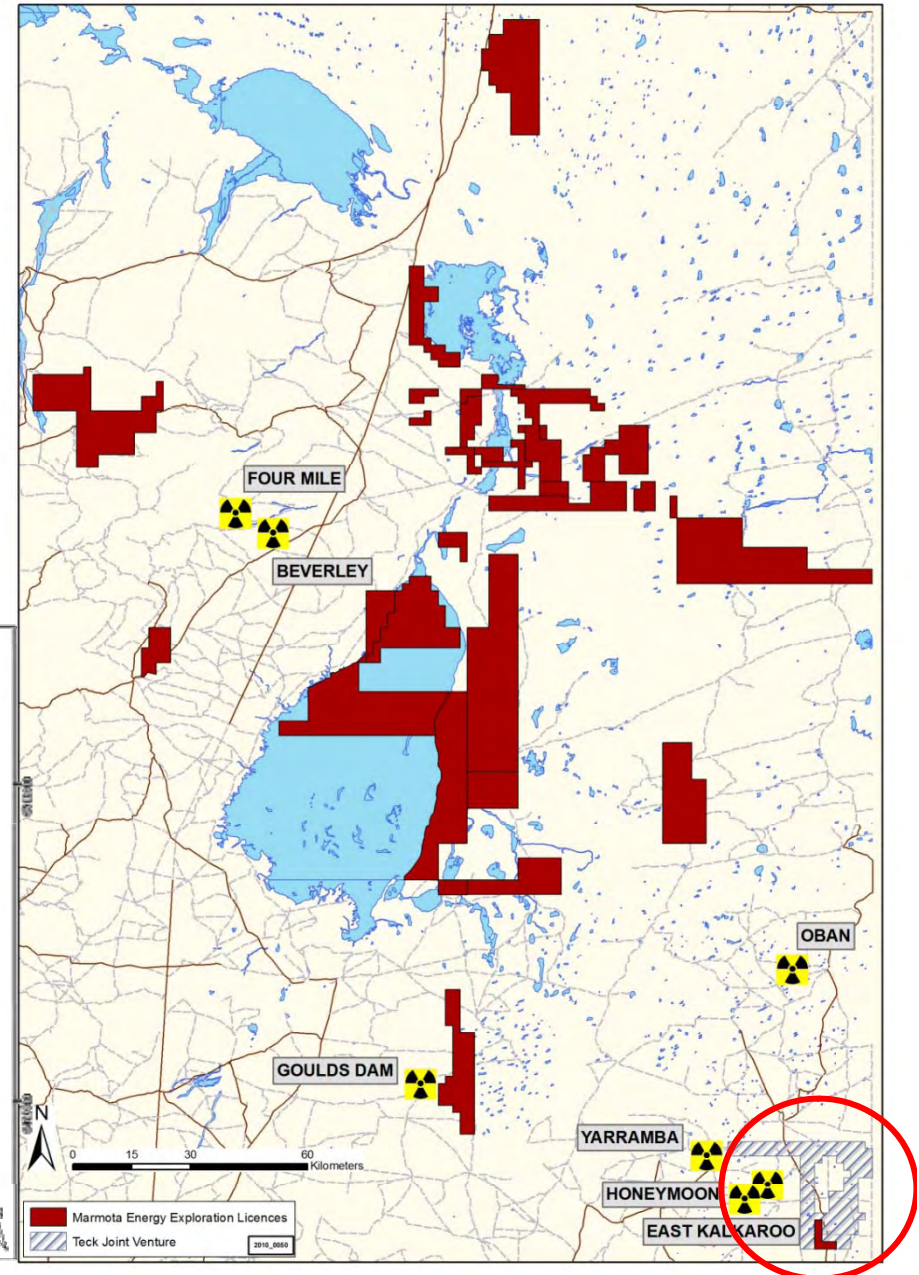 FOUR MILE
BEVERLEY
OBAN
GOULDS DAM
YARRAMBA
HONEYMOON
EAST KALKAROO
N
0 15 30 60
Kilometers
Marmota Energy Exploration Licences
Teck Joint Venture
2010_0050